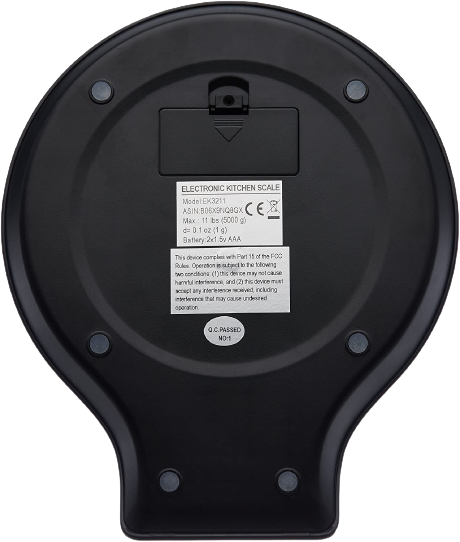 ELECTRONIC KITCHEN SCALE
Model:EK3211
ASIN:B06X9NQ8GX
Max.: 11 lbs (5000 g)
d= 0.1 oz (1 g)
Battery:2x1.5v AAA
CE
This device complies with Part 15 of the FCC
Rules. Operation is subject to the following
two conditions: (1) this device may not cause
harmful interference, and (2) this device must
accept any interference received, including
interference that may cause undesired
operation.
Q.C.PASSED
NO:1